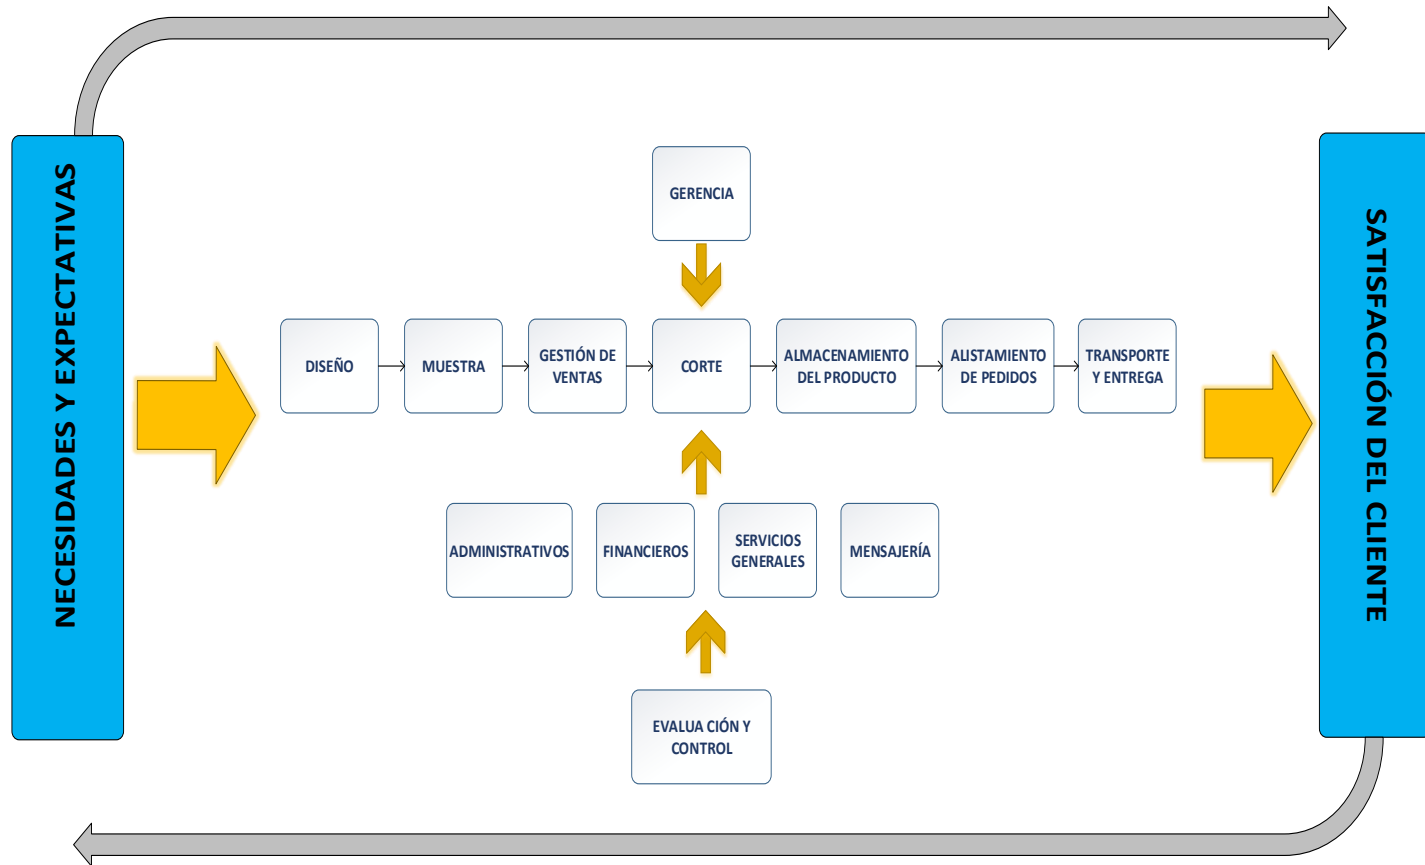 NECESIDADES Y EXPECTATIVAS
GERENCIA
DISEÑO
MUESTRA
GESTIÓN DE
VENTAS
CORTE
ALMACENAMIENTO
DEL PRODUCTO
ALISTAMIENTO
DE PEDIDOS
TRANSPORTE
Y ENTREGA
ADMINISTRATIVOS
FINANCIEROS
SERVICIOS
GENERALES
MENSAJERÍA
EVALUA CIÓN Y
CONTROL
SATISFACCIÓN DEL CLIENTE